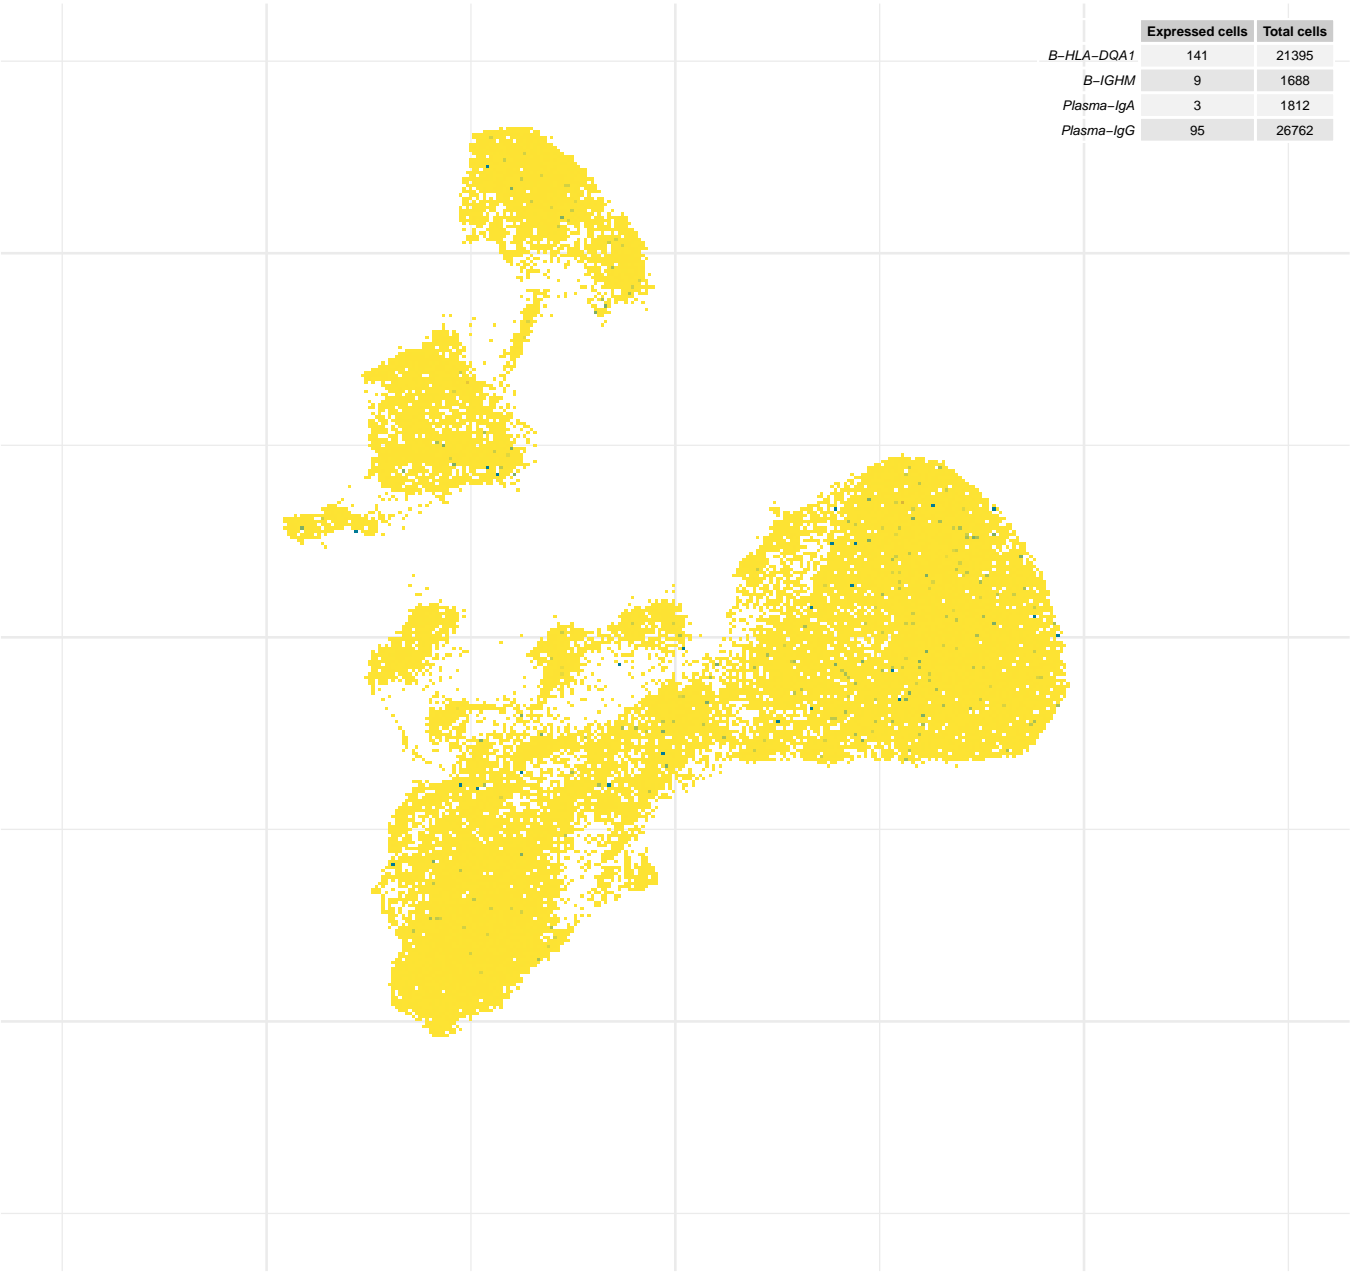 Expressed cells Total cells
B−HLA−DQA1 141 21395
B−IGHM 9 1688
Plasma−IgA 3 1812
Plasma−IgG 95 26762